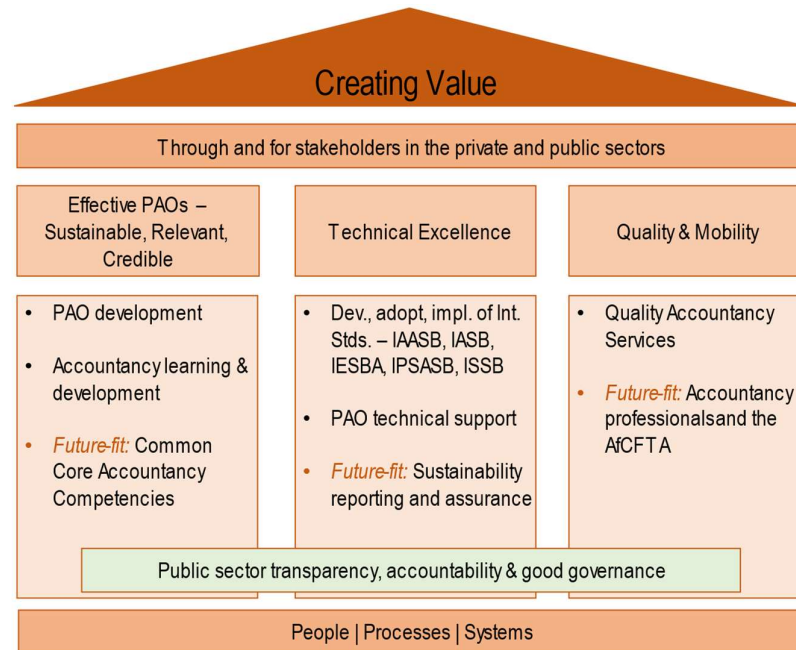 Creating Value
Through and for stakeholders in the private and public sectors
Effective PAOs –
Sustainable, Relevant,
Credible
• PAO development
• Accountancy learning &
development
• Future-fit: Common
Core Accountancy
Competencies
Technical Excellence
• Dev., adopt, impl. of Int.
Stds. – IAASB, IASB,
IESBA, IPSASB, ISSB
• PAO technical support
• Future-fit: Sustainability
reporting and assurance
Quality & Mobility
• Quality Accountancy
Services
• Future-fit: Accountancy
professionals and the
AfCFTA
Public sector transparency, accountability & good governance
People | Processes | Systems